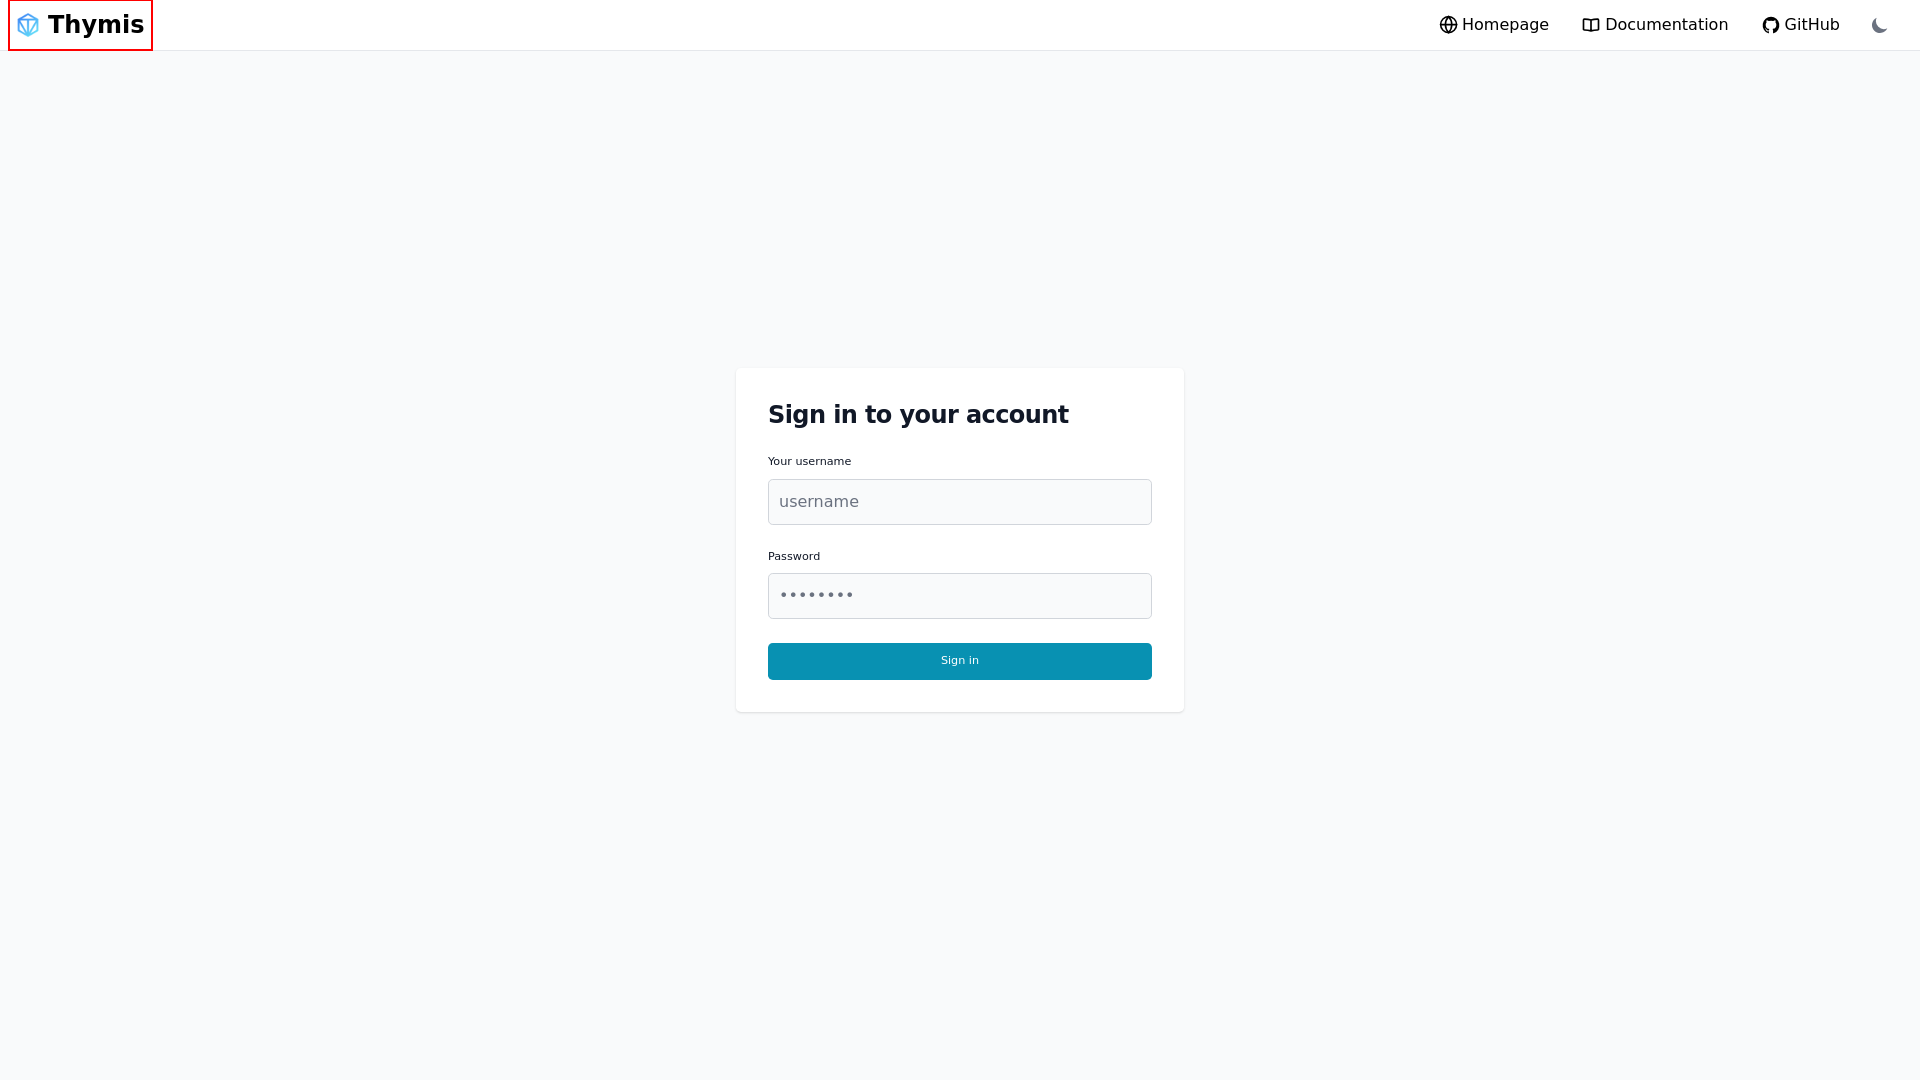 Thymis
Homepage
Documentation
GitHub
Sign in to your account
Your username
username
Password
••••••••
Sign in